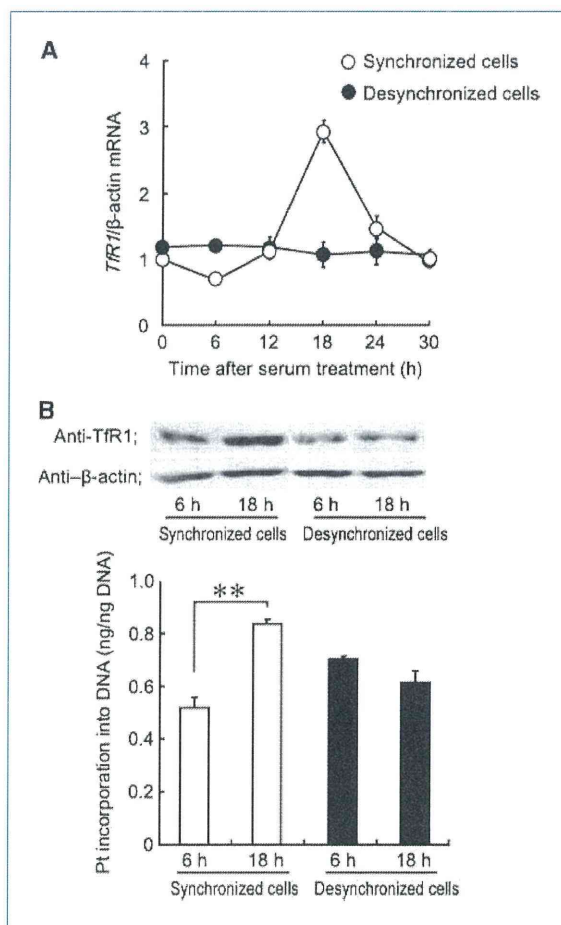 A
Synchronized cells
Desynchronized cells
TfR1/β-actin mRNA
4
3
2
1
0
0 6 12 18 24 30
Time after serum treatment (h)
B
Anti-TfR1;
Anti–β-actin;
6 h 18 h 6 h 18 h
Synchronized cells Desynchronized cells
**
Pt incorporation into DNA (ng/ng DNA)
1.0
0.8
0.6
0.4
0.2
0
6 h 18 h 6 h 18 h
Synchronized cells Desynchronized cells